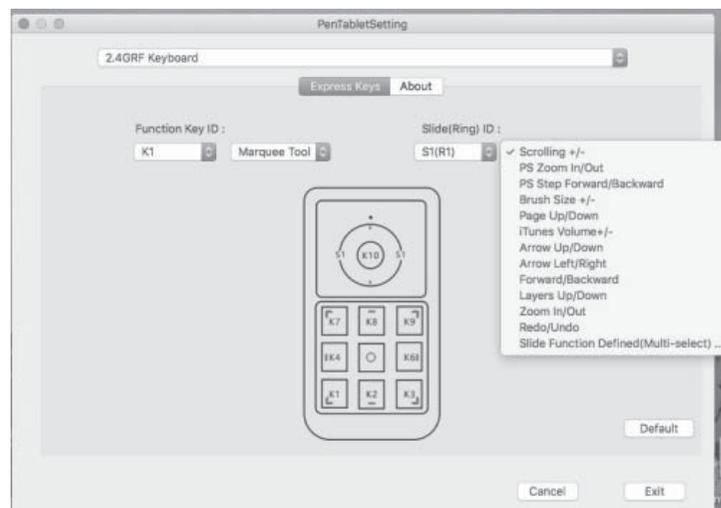 PenTabletSetting
2.4GRF Keyboard
Express Keys About
Function Key ID : Slide(Ring) ID :
K1 Marquee Tool S1(R1)
✓ Scrolling +/-
PS Zoom In/Out
PS Step Forward/Backward
Brush Size +/-
Page Up/Down
iTunes Volume+/-
Arrow Up/Down
Arrow Left/Right
Forward/Backward
Layers Up/Down
Zoom In/Out
Redo/Undo
Slide Function Defined(Multi-select) ..
S1 K10 S1
K7 K8 K9
K4 K6
K1 K2 K3
Default
Cancel Exit